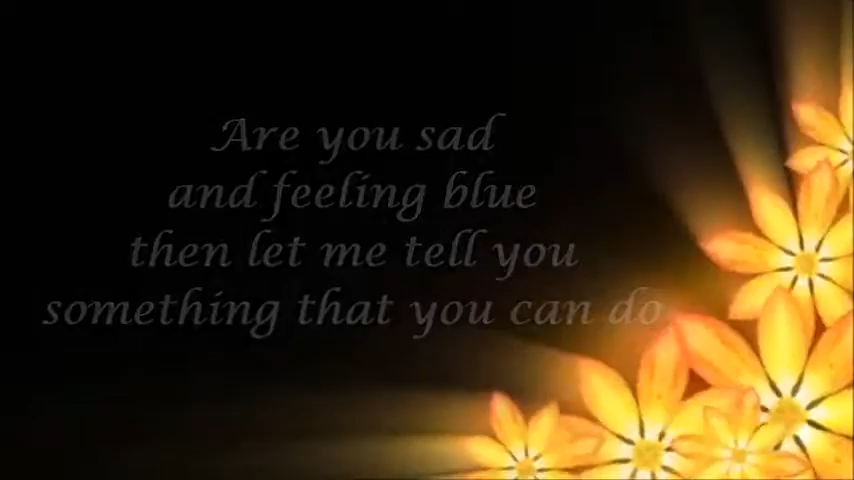 Are you sad
and feeling blue
then let me tell you
something that you can do